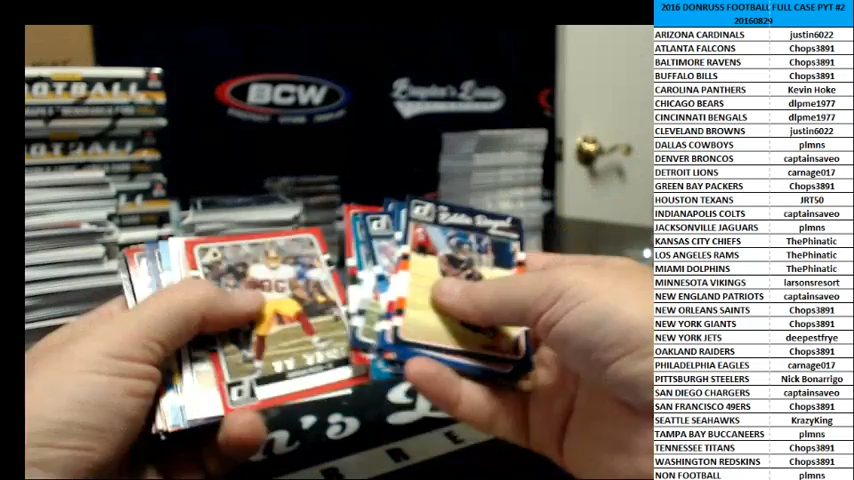 2016 DONRUSS FOOTBALL FULL CASE PYT #2
20160829
ARIZONA CARDINALS justin6022
ATLANTA FALCONS Chops3891
BALTIMORE RAVENS Chops3891
BUFFALO BILLS Chops3891
CAROLINA PANTHERS Kevin Hoke
CHICAGO BEARS dlpme1977
CINCINNATI BENGALS dlpme1977
CLEVELAND BROWNS justin6022
DALLAS COWBOYS plmns
DENVER BRONCOS captainsaveo
DETROIT LIONS carnage017
GREEN BAY PACKERS Chops3891
HOUSTON TEXANS JRT50
INDIANAPOLIS COLTS captainsaveo
JACKSONVILLE JAGUARS plmns
KANSAS CITY CHIEFS ThePhinatic
LOS ANGELES RAMS ThePhinatic
MIAMI DOLPHINS ThePhinatic
MINNESOTA VIKINGS larsonsresort
NEW ENGLAND PATRIOTS captainsaveo
NEW ORLEANS SAINTS Chops3891
NEW YORK GIANTS Chops3891
NEW YORK JETS deepestfrye
OAKLAND RAIDERS Chops3891
PHILADELPHIA EAGLES carnage017
PITTSBURGH STEELERS Nick Bonarrigo
SAN DIEGO CHARGERS captainsaveo
SAN FRANCISCO 49ERS Chops3891
SEATTLE SEAHAWKS KrazyKing
TAMPA BAY BUCCANEERS plmns
TENNESSEE TITANS Chops3891
WASHINGTON REDSKINS Chops3891
NON FOOTBALL plmns
BCW